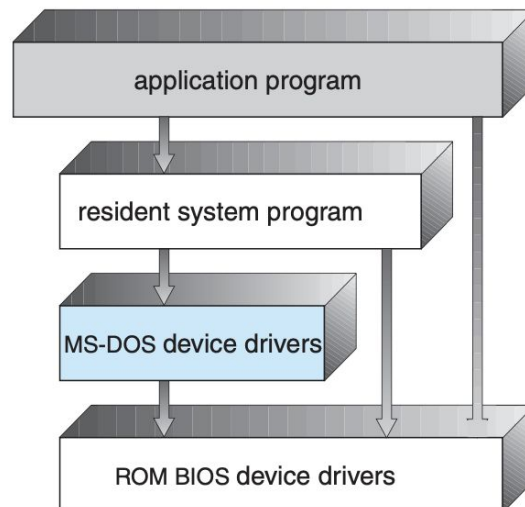 application program
resident system program
MS-DOS device drivers
ROM BIOS device drivers